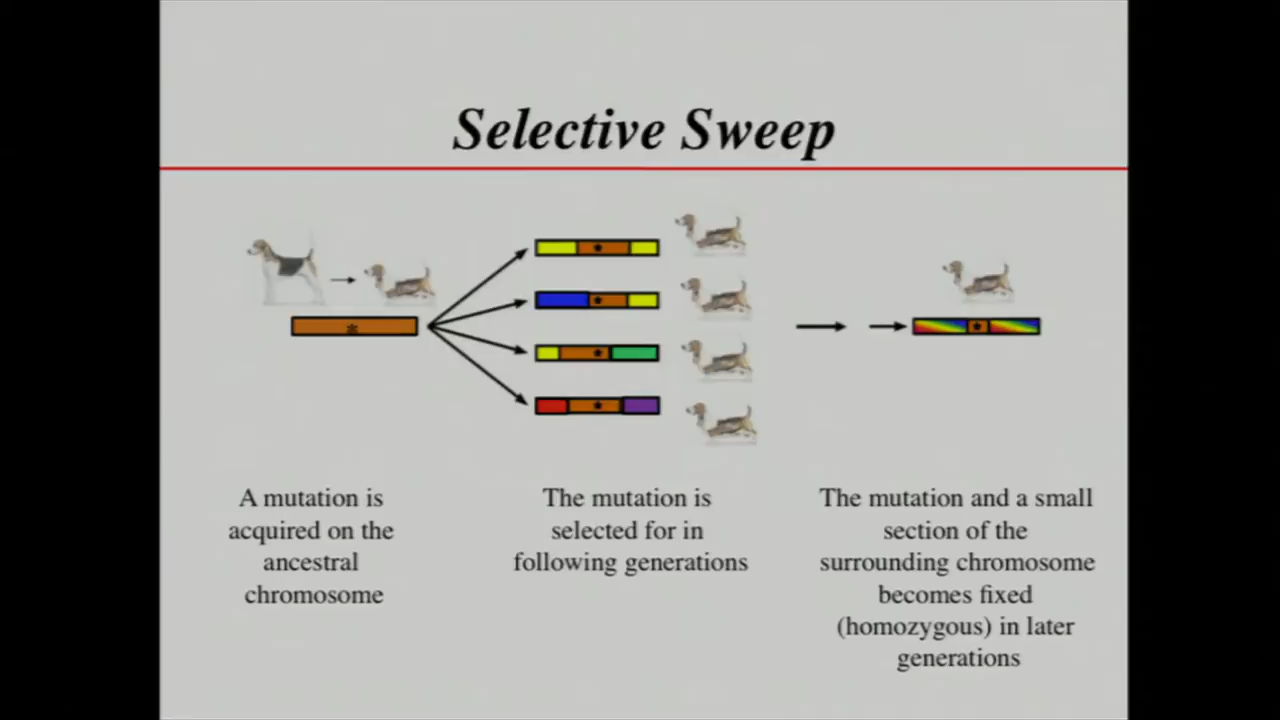 Selective Sweep
A mutation is
acquired on the
ancestral
chromosome
The mutation is
selected for in
following generations
The mutation and a small
section of the
surrounding chromosome
becomes fixed
(homozygous) in later
generations